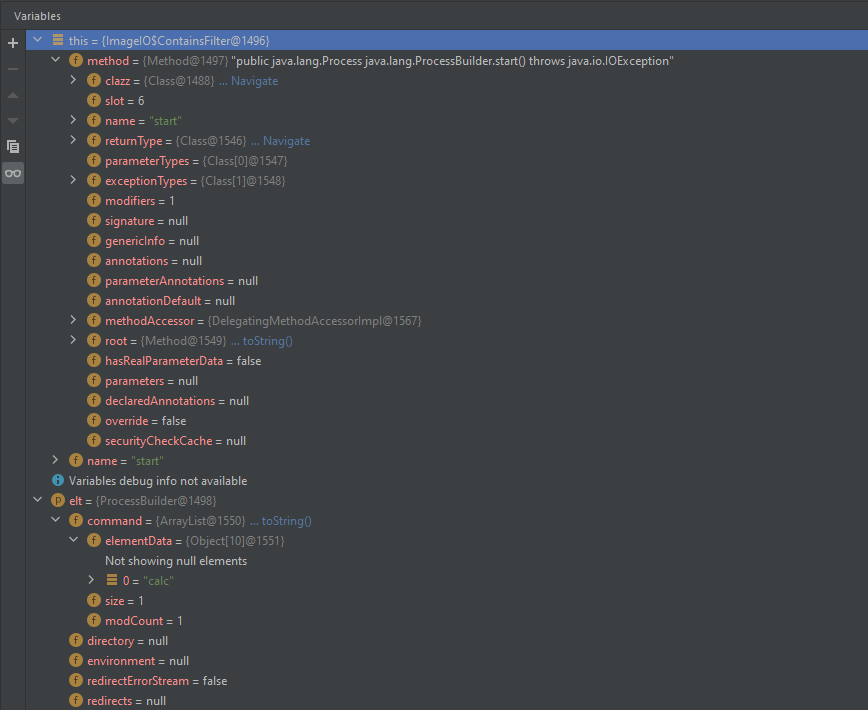 Variables
this = {ImageIO$ContainsFilter@1496}
method = {Method@1497} "public java.lang.Process java.lang.ProcessBuilder.start() throws java.io.IOException"
clazz = {Class@1488} ... Navigate
slot = 6
name = "start"
returnType = {Class@1546} ... Navigate
parameterTypes = {Class[0]@1547}
exceptionTypes = {Class[1]@1548}
modifiers = 1
signature = null
genericInfo = null
annotations = null
parameterAnnotations = null
annotationDefault = null
methodAccessor = {DelegatingMethodAccessorImpl@1567}
root = {Method@1549} ... toString()
hasRealParameterData = false
parameters = null
declaredAnnotations = null
override = false
securityCheckCache = null
name = "start"
Variables debug info not available
elt = {ProcessBuilder@1498}
command = {ArrayList@1550} ... toString()
elementData = {Object[10]@1551}
Not showing null elements
0 = "calc"
size = 1
modCount = 1
directory = null
environment = null
redirectErrorStream = false
redirects = null